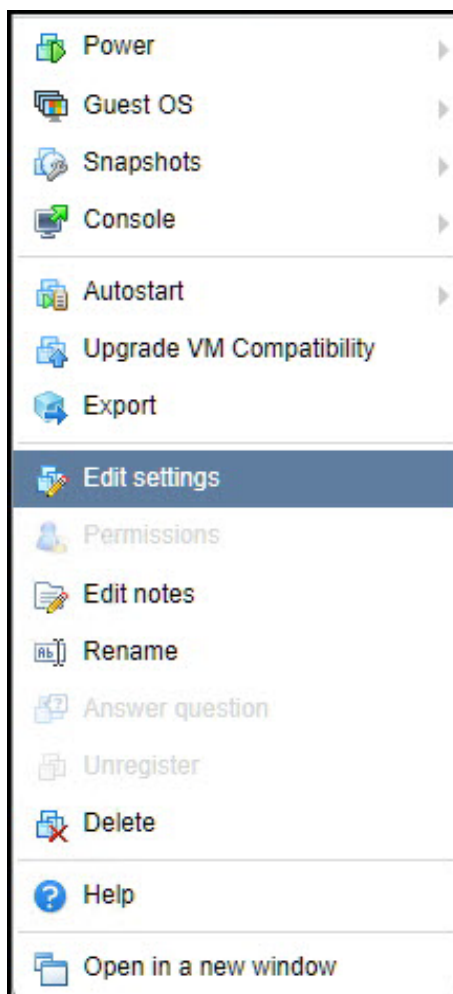 Power
Guest OS
Snapshots
Console
Autostart
Upgrade VM Compatibility
Export
Edit settings
Permissions
Edit notes
Rename
Answer question
Unregister
Delete
Help
Open in a new window